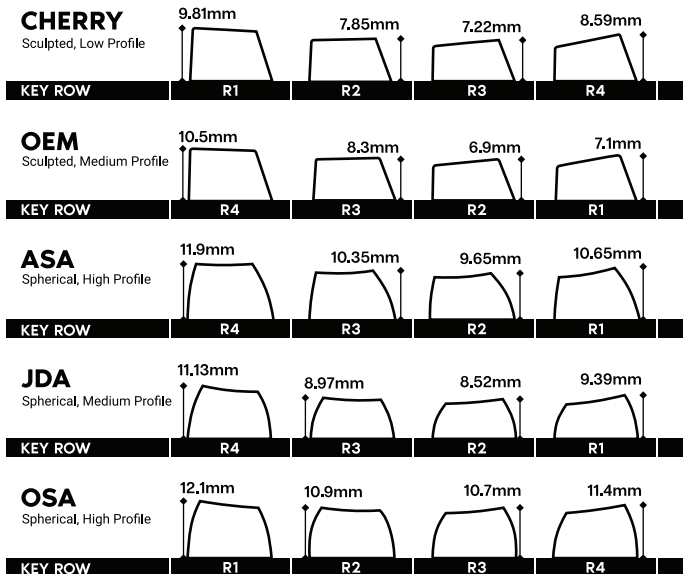 CHERRY
Sculpted, Low Profile
9.81mm 7.85mm 7.22mm 8.59mm
KEY ROW R1 R2 R3 R4
OEM
Sculpted, Medium Profile
10.5mm 8.3mm 6.9mm 7.1mm
KEY ROW R4 R3 R2 R1
ASA
Spherical, High Profile
11.9mm 10.35mm 9.65mm 10.65mm
KEY ROW R4 R3 R2 R1
JDA
Spherical, Medium Profile
11.13mm 8.97mm 8.52mm 9.39mm
KEY ROW R4 R3 R2 R1
OSA
Spherical, High Profile
12.1mm 10.9mm 10.7mm 11.4mm
KEY ROW R1 R2 R3 R4